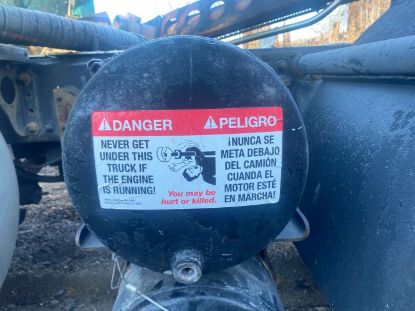 DANGER
PELIGRO
NEVER GET
UNDER THIS
TRUCK IF
THE ENGINE
IS RUNNING!
You may be
hurt or killed.
¡NUNCA SE
META DEBAJO
DEL CAMIÓN
CUANDO EL
MOTOR ESTÉ
EN MARCHA!